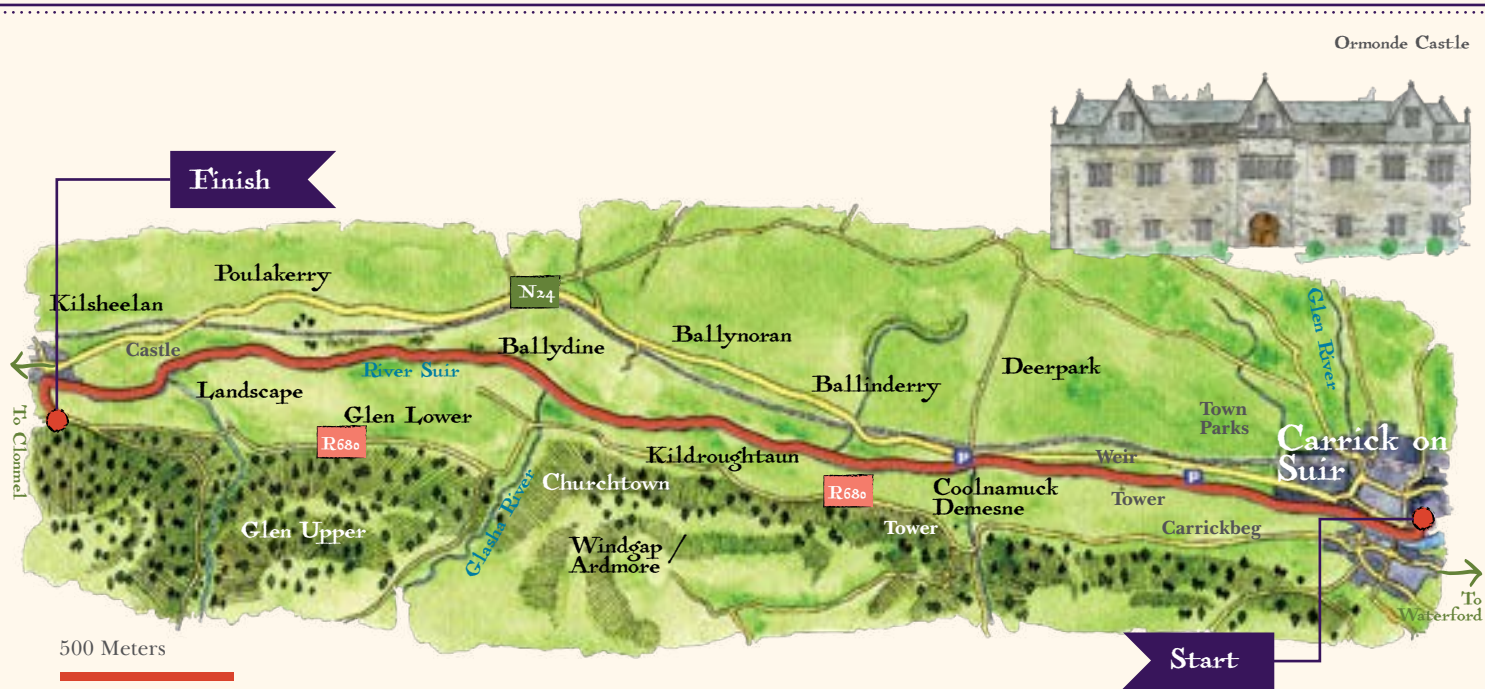 Ormonde Castle
Finish
Poulakerry
Kilsheelan
N24
Castle
Ballydine
Ballynoran
River Suir
Landscape
Ballinderry
Deerpark
Glen River
Glen Lower
Town
Parks
To Clonmel
R680
Carrick on
Suir
Kildroughtaun
Weir
P
P
Churchtown
R680
Coolnamuck
Demesne
Tower
Glen Upper
Glasha River
Tower
Carrickbeg
Windgap
Ardmore
To
Waterford
500 Meters
Start